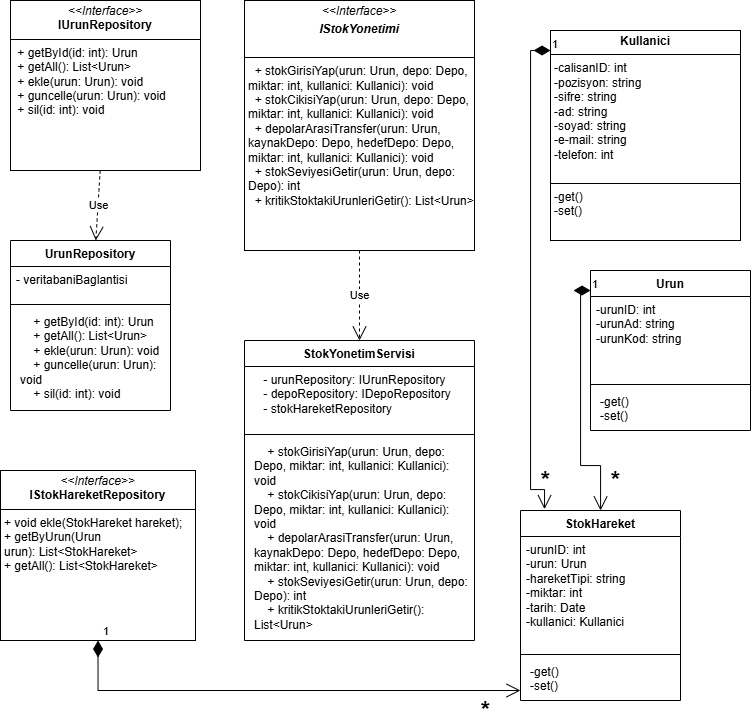 <<Interface>>
IUrunRepository
+ getById(id: int): Urun
+ getAll(): List<Urun>
+ ekle(urun: Urun): void
+ guncelle(urun: Urun): void
+ sil(id: int): void
Use
UrunRepository
- veritabaniBaglantisi
+ getById(id: int): Urun
+ getAll(): List<Urun>
+ ekle(urun: Urun): void
+ guncelle(urun: Urun):
void
+ sil(id: int): void
<<Interface>>
IStokYonetimi
+ stokGirisiYap(urun: Urun, depo: Depo,
miktar: int, kullanici: Kullanici): void
+ stokCikisiYap(urun: Urun, depo: Depo,
miktar: int, kullanici: Kullanici): void
+ depolarArasiTransfer(urun: Urun,
kaynakDepo: Depo, hedefDepo: Depo,
miktar: int, kullanici: Kullanici): void
+ stokSeviyesiGetir(urun: Urun, depo:
Depo): int
+ kritikStoktakiUrunleriGetir(): List<Urun>
Use
StokYonetimServisi
- urunRepository: IUrunRepository
- depoRepository: IDepoRepository
- stokHareketRepository
+ stokGirisiYap(urun: Urun, depo:
Depo, miktar: int, kullanici: Kullanici):
void
+ stokCikisiYap(urun: Urun, depo:
Depo, miktar: int, kullanici: Kullanici):
void
+ depolarArasiTransfer(urun: Urun,
kaynakDepo: Depo, hedefDepo: Depo,
miktar: int, kullanici: Kullanici): void
+ stokSeviyesiGetir(urun: Urun, depo:
Depo): int
+ kritikStoktakiUrunleriGetir():
List<Urun>
Kullanici
1
-calisanID: int
-pozisyon: string
-sifre: string
-ad: string
-soyad: string
-e-mail: string
-telefon: int
-get()
-set()
Urun
1
-urunID: int
-urunAd: string
-urunKod: string
-get()
-set()
*
*
<<Interface>>
IStokHareketRepository
+ void ekle(StokHareket hareket);
+ getByUrun(Urun
urun): List<StokHareket>
+ getAll(): List<StokHareket>
1
StokHareket
-urunID: int
-urun: Urun
-hareketTipi: string
-miktar: int
-tarih: Date
-kullanici: Kullanici
-get()
-set()
*